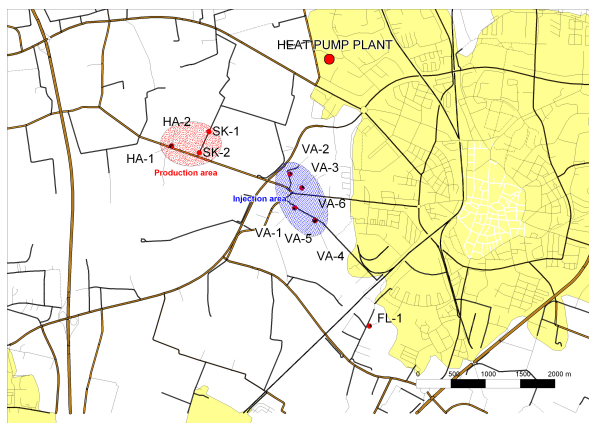 HEAT PUMP PLANT
HA-2
SK-1
HA-1
SK-2
Production area
VA-2
VA-3
Injection area
VA-6
VA-1
VA-5
VA-4
FL-1
0 500 1000 1500 2000 m